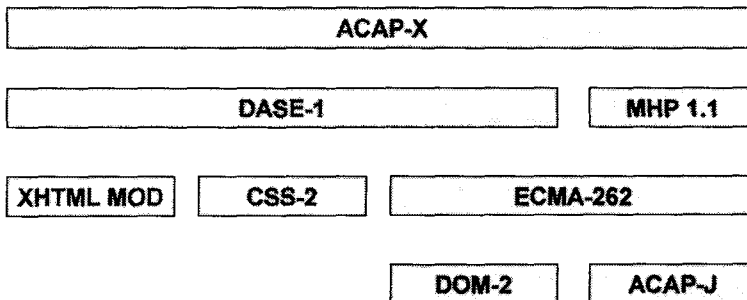 ACAP-X
DASE-1 MHP 1.1
XHTML MOD CSS-2 ECMA-262
DOM-2 ACAP-J